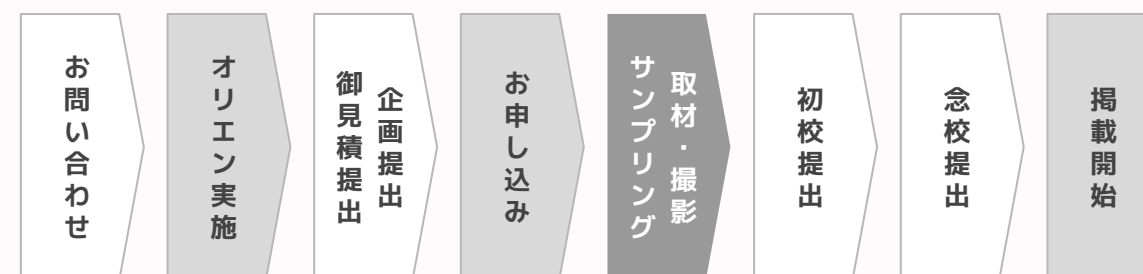 お問い合わせ
オリエン実施
企画提出
御見積提出
お申し込み
取材・撮影
サンプリング
初校提出
念校提出
掲載開始